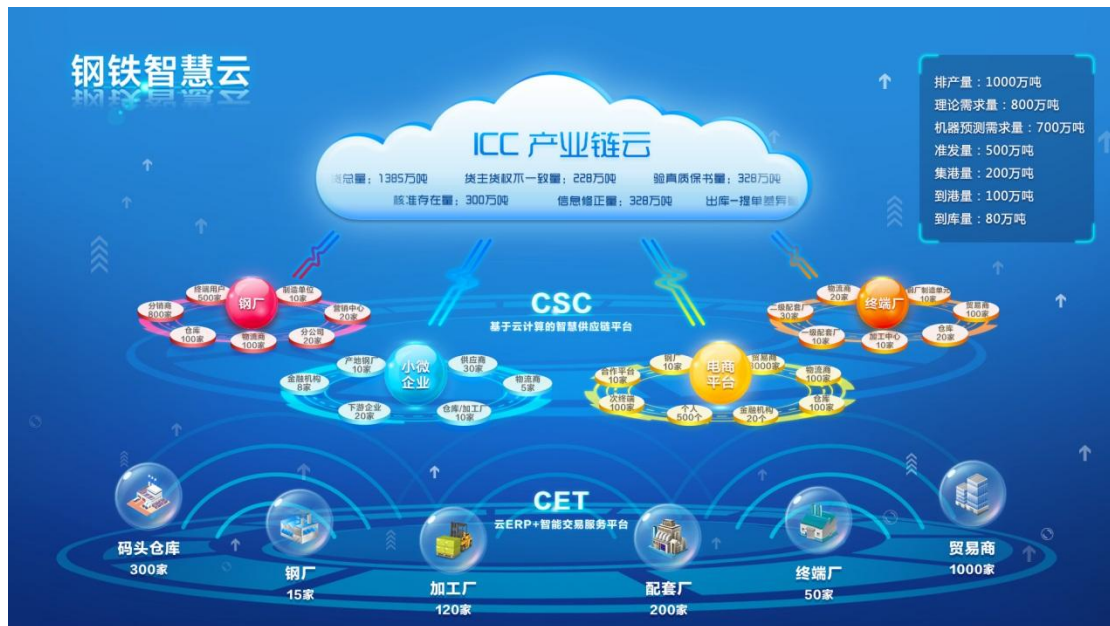 钢铁智慧云
排产量：1000万吨
理论需求量：800万吨
机器预测需求量：700万吨
准发量：500万吨
集港量：200万吨
到港量：100万吨
到库量：80万吨
ICC 产业链云
货总量：1385万吨 货主货权不一致量：228万吨 验真质保书量：328万吨
核准存在量：300万吨 信息修正量：328万吨 出库-提单差异
钢厂
终端用户
500家
制造单位
10家
分销商
800家
营销中心
20家
仓库
100家
物流商
100家
分公司
20家
CSC
基于云计算的智慧供应链平台
终端厂
物流商
20家
钢厂制造单元
10家
二级配套厂
30家
贸易商
100家
一级配套厂
10家
加工中心
10家
仓库
20家
小微
企业
产地钢厂
10家
供应商
30家
金融机构
8家
物流商
5家
下游企业
20家
仓库/加工厂
10家
电商
平台
钢厂
10家
贸易商
3000家
合作平台
10家
物流商
100家
次终端
100家
个人
500个
金融机构
20个
仓库
100家
CET
云ERP+智能交易服务平台
码头仓库
300家
钢厂
15家
加工厂
120家
配套厂
200家
终端厂
50家
贸易商
1000家